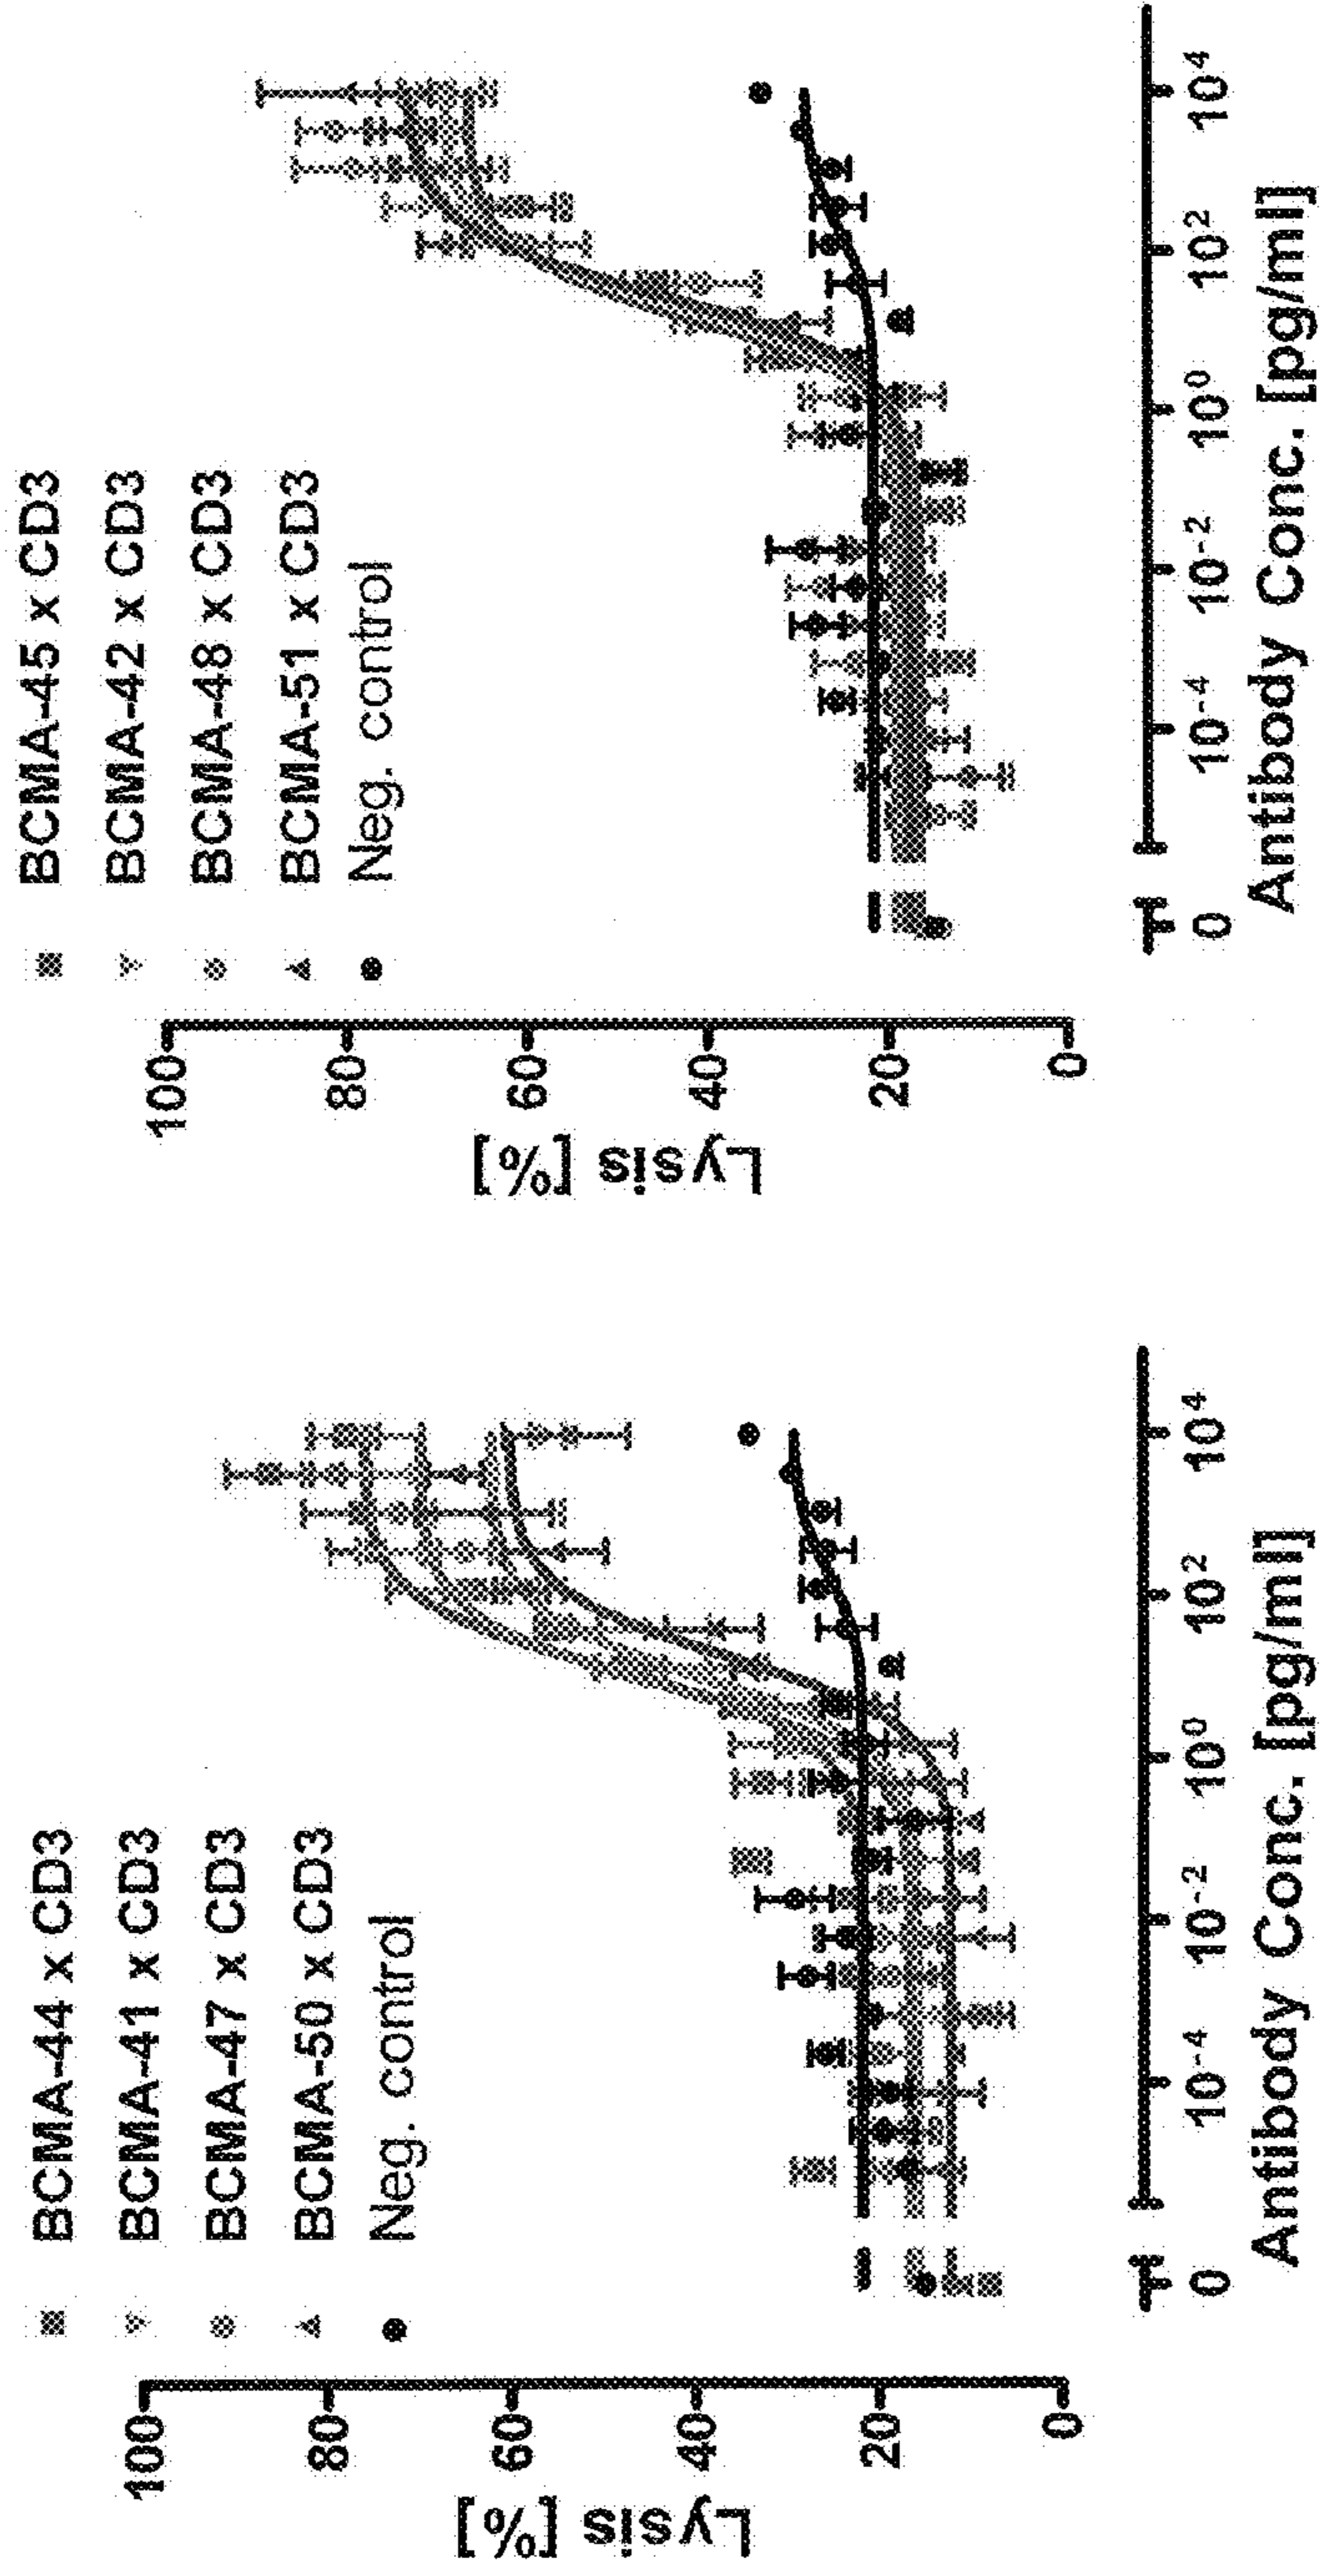 BCMA-44 x CD3
BCMA-41 x CD3
BCMA-47 x CD3
BCMA-50 x CD3
Neg. control
Lysis [%]
100
80
60
40
20
0
0
10⁻⁴
10⁻²
10⁰
10²
10⁴
Antibody Conc. [pg/ml]
BCMA-45 x CD3
BCMA-42 x CD3
BCMA-48 x CD3
BCMA-51 x CD3
Neg. control
Lysis [%]
100
80
60
40
20
0
0
10⁻⁴
10⁻²
10⁰
10²
10⁴
Antibody Conc. [pg/ml]